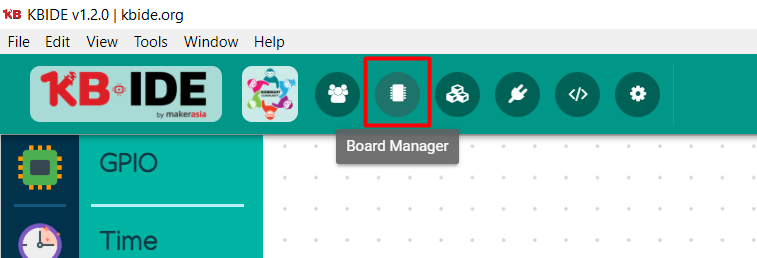 KB KBIDE v1.2.0 | kbide.org
File Edit View Tools Window Help
KB IDE
by makerasia
Board Manager
GPIO
Time